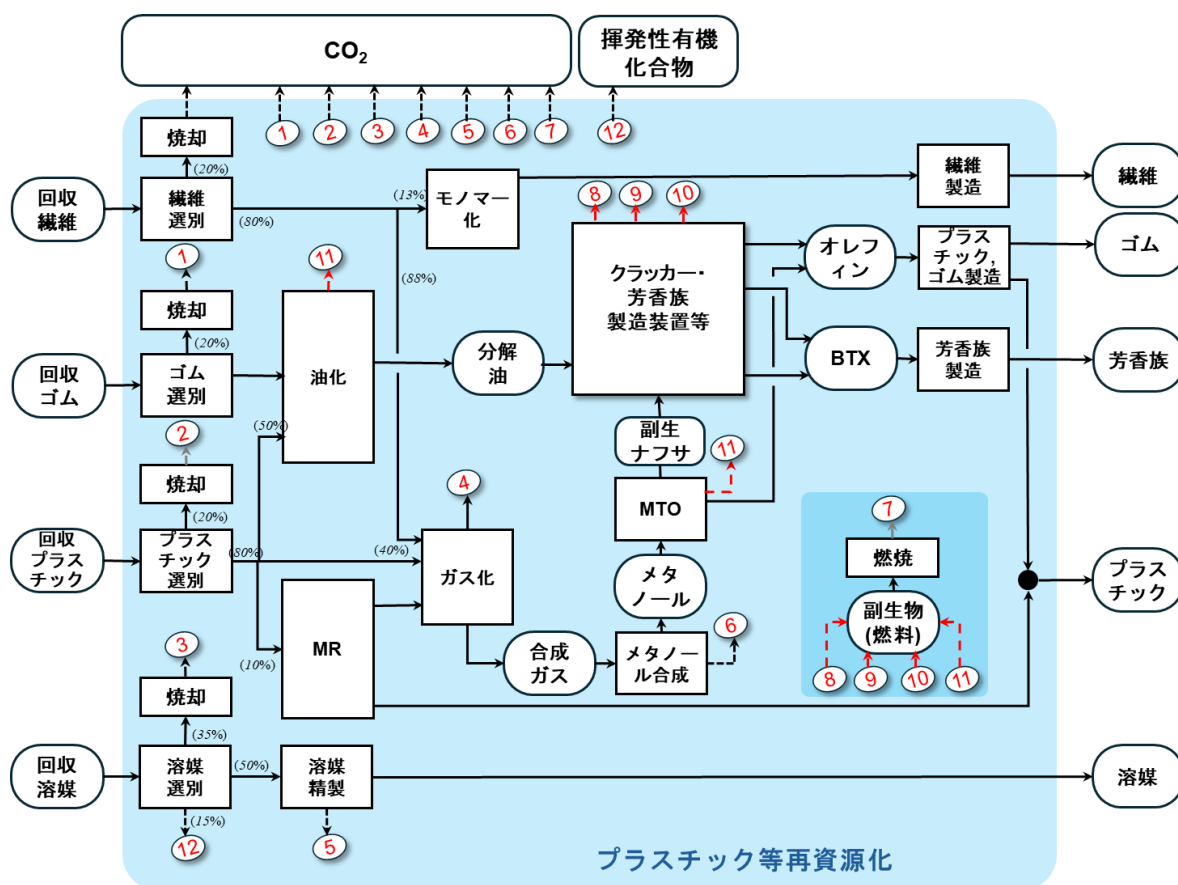 CO2
揮発性有機
化合物
1
2
3
4
5
6
7
12
焼却
(20%)
回収
繊維
繊維
選別
(80%)
(13%)
モノマー
化
繊維
製造
繊維
(88%)
1
11
8
9
10
クラッカー・
芳香族
製造装置等
オレフ
ィン
プラス
チック,
ゴム製造
ゴム
焼却
(20%)
回収
ゴム
ゴム
選別
油化
分解
油
BTX
芳香族
製造
芳香族
(50%)
2
焼却
(20%)
回収
プラス
チック
プラス
チック
選別
(80%)
(40%)
4
ガス化
副生
ナフサ
11
MTO
メタ
ノール
7
燃焼
副生物
(燃料)
8
9
10
11
プラス
チック
(10%)
MR
合成
ガス
メタノー
ル合成
6
3
焼却
(35%)
回収
溶媒
溶媒
選別
(50%)
溶媒
精製
溶媒
(15%)
12
5
プラスチック等再資源化